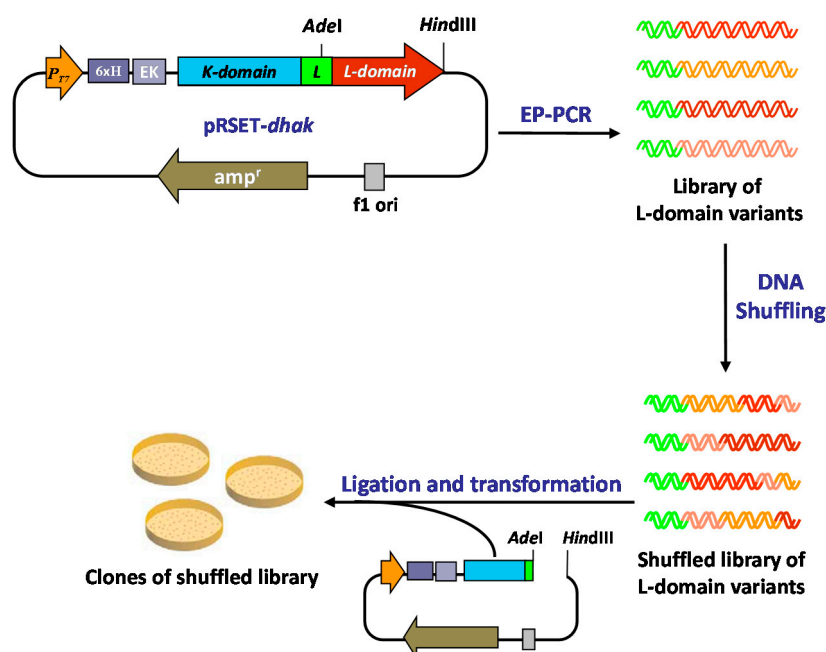 AdeI
HindIII
PT7
6xH
EK
K-domain
L
L-domain
pRSET-dhak
ampʳ
f1 ori
EP-PCR
Library of
L-domain variants
DNA
Shuffling
Shuffled library of
L-domain variants
Ligation and transformation
AdeI
HindIII
Clones of shuffled library